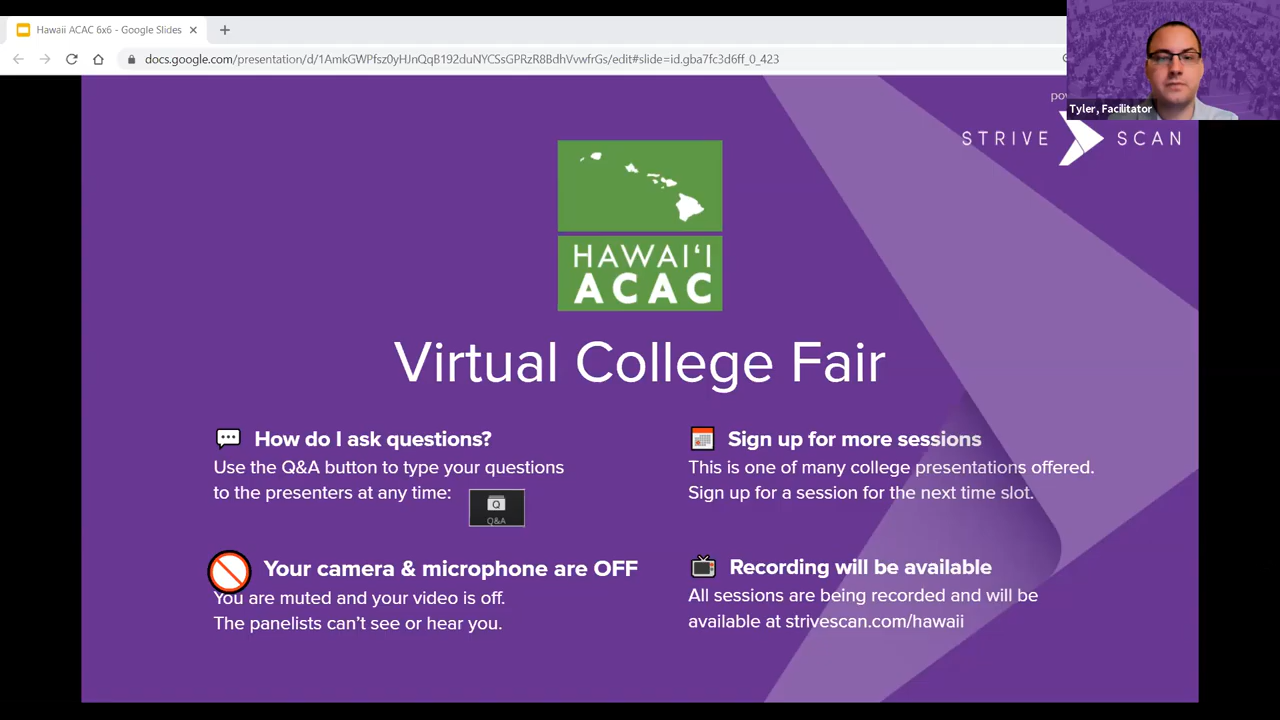 Hawaii ACAC 6x6 - Google Slides
docs.google.com/presentation/d/1AmkGWPfsz0yHJnQqB192duNYCSsGPRzR8BdhVvwfrGs/edit#slide=id.gba7fc3d6ff_0_423
Tyler, Facilitator
STRIVE SCAN
HAWAIʻI
ACAC
Virtual College Fair
How do I ask questions?
Use the Q&A button to type your questions
to the presenters at any time:
Q
Q&A
Sign up for more sessions
This is one of many college presentations offered.
Sign up for a session for the next time slot.
Your camera & microphone are OFF
You are muted and your video is off.
The panelists can’t see or hear you.
Recording will be available
All sessions are being recorded and will be
available at strivescan.com/hawaii